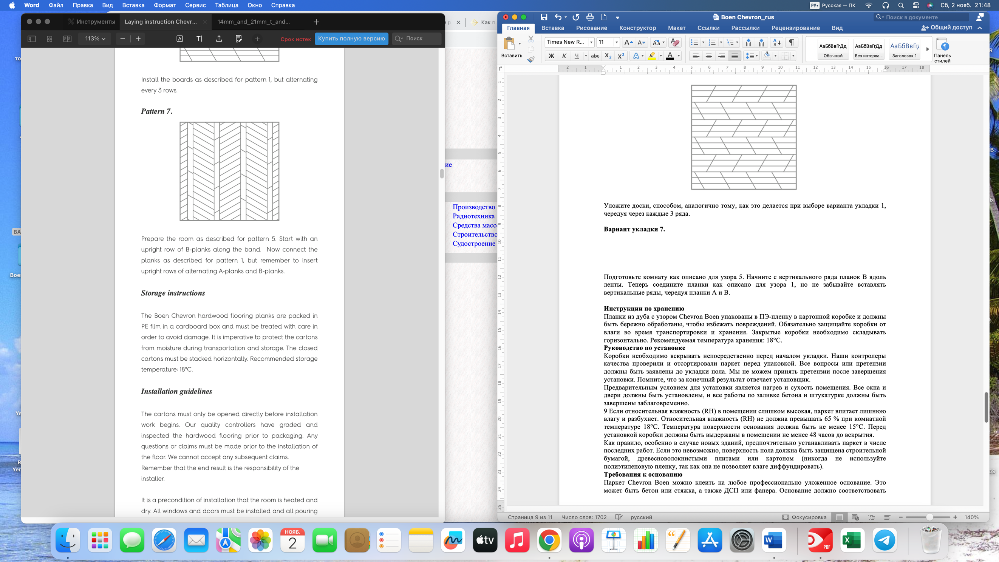 Word Файл Правка Вид Вставка Формат Сервис Таблица Окно Справка
РУ Русская — ПК Сб, 2 нояб. 21:48
Инструменты Laying instruction Chevr... 14mm_and_21mm_t_and...
113% Срок истек Купить полную версию Поиск
Install the boards as described for pattern 1, but alternating
every 3 rows.
Pattern 7.
Prepare the room as described for pattern 5. Start with an
upright row of B-planks along the band. Now connect the
planks as described for pattern 1, but remember to insert
upright rows of alternating A-planks and B-planks.
Storage instructions
The Boen Chevron hardwood flooring planks are packed in
PE film in a cardboard box and must be treated with care in
order to avoid damage. It is imperative to protect the cartons
from moisture during transportation and storage. The closed
cartons must be stacked horizontally. Recommended storage
temperature: 18°C.
Installation guidelines
The cartons must only be opened directly before installation
work begins. Our quality controllers have graded and
inspected the hardwood flooring prior to packaging. Any
questions or claims must be made prior to the installation of
the floor. We cannot accept any subsequent claims.
Remember that the end result is the responsibility of the
installer.
It is a precondition of installation that the room is heated and
dry. All windows and doors must be installed and all pouring
Как п
ие
Производство
Радиотехника
Средства масс
Строительство
Судостроение
Boen Chevron_rus
Поиск в документе
Главная Вставка Рисование Конструктор Макет Ссылки Рассылки Рецензирование Вид Общий доступ
Вставить
Times New R... 11
Ж К Ч abc X₂ X²
АаБбВвГгДд АаБбВвГгДд АаБбВвГг
Обычный Без интерва... Заголовок 1
Панель
стилей
2 1 1 2 3 4 5 6 7 8 9 10 11 12 13 14 15 16 17 18
Уложите доски, способом, аналогично тому, как это делается при выборе варианта укладки 1,
чередуя через каждые 3 ряда.
Вариант укладки 7.
Подготовьте комнату как описано для узора 5. Начните с вертикального ряда планок B вдоль
ленты. Теперь соедините планки как описано для узора 1, но не забывайте вставлять
вертикальные ряды, чередуя планки A и B.
Инструкции по хранению
Планки из дуба с узором Chevron Boen упакованы в ПЭ-пленку в картонной коробке и должны
быть бережно обработаны, чтобы избежать повреждений. Обязательно защищайте коробки от
влаги во время транспортировки и хранения. Закрытые коробки необходимо складывать
горизонтально. Рекомендуемая температура хранения: 18°C.
Руководство по установке
Коробки необходимо вскрывать непосредственно перед началом укладки. Наши контролеры
качества проверили и отсортировали паркет перед упаковкой. Все вопросы или претензии
должны быть заявлены до укладки пола. Мы не можем принять претензии после завершения
установки. Помните, что за конечный результат отвечает установщик.
Предварительным условием для установки является нагрев и сухость помещения. Все окна и
двери должны быть установлены, и все работы по заливке бетона и штукатурке должны быть
завершены заблаговременно.
9 Если относительная влажность (RH) в помещении слишком высокая, паркет впитает лишнюю
влагу и разбухнет. Относительная влажность (RH) не должна превышать 65 % при комнатной
температуре 18°C. Температура поверхности основания должна быть не менее 15°C. Перед
установкой коробки должны быть выдержаны в помещении не менее 48 часов до вскрытия.
Как правило, особенно в случае новых зданий, предпочтительно устанавливать паркет в числе
последних работ. Если это невозможно, поверхность пола должна быть защищена строительной
бумагой, древесноволокнистыми плитами или картоном (никогда не используйте
полиэтиленовую пленку, так как она не позволяет влаге диффундировать).
Требования к основанию
Паркет Chevron Boen можно клеить на любое профессионально уложенное основание. Это
может быть бетон или стяжка, а также ДСП или фанера. Основание должно соответствовать
Страница 9 из 11 Число слов: 1702 русский Фокусировка 140%
НОЯБ.
2
tv
W
PDF
X